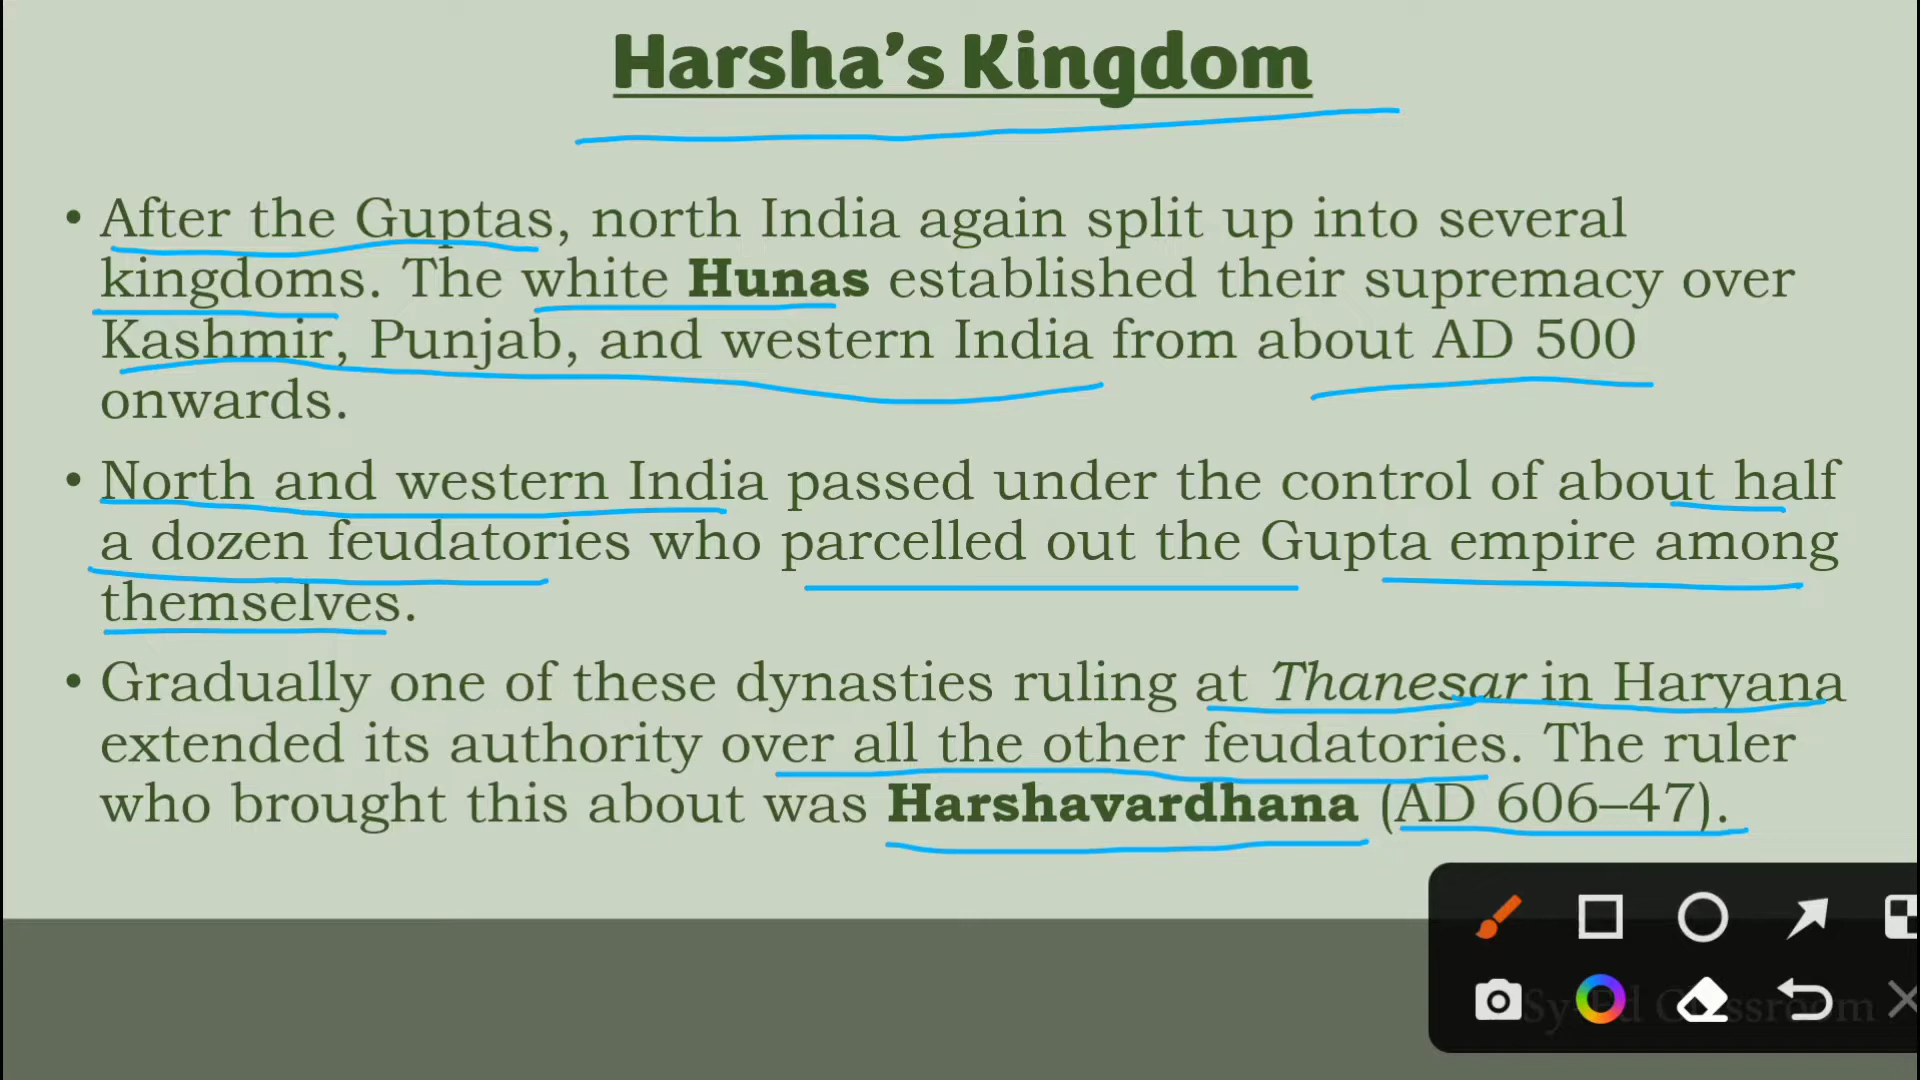 Harsha's Kingdom
• After the Guptas, north India again split up into several
kingdoms. The white Hunas established their supremacy over
Kashmir, Punjab, and western India from about AD 500
onwards.
• North and western India passed under the control of about half
a dozen feudatories who parcelled out the Gupta empire among
themselves.
• Gradually one of these dynasties ruling at Thanesar in Haryana
extended its authority over all the other feudatories. The ruler
who brought this about was Harshavardhana (AD 606–47).